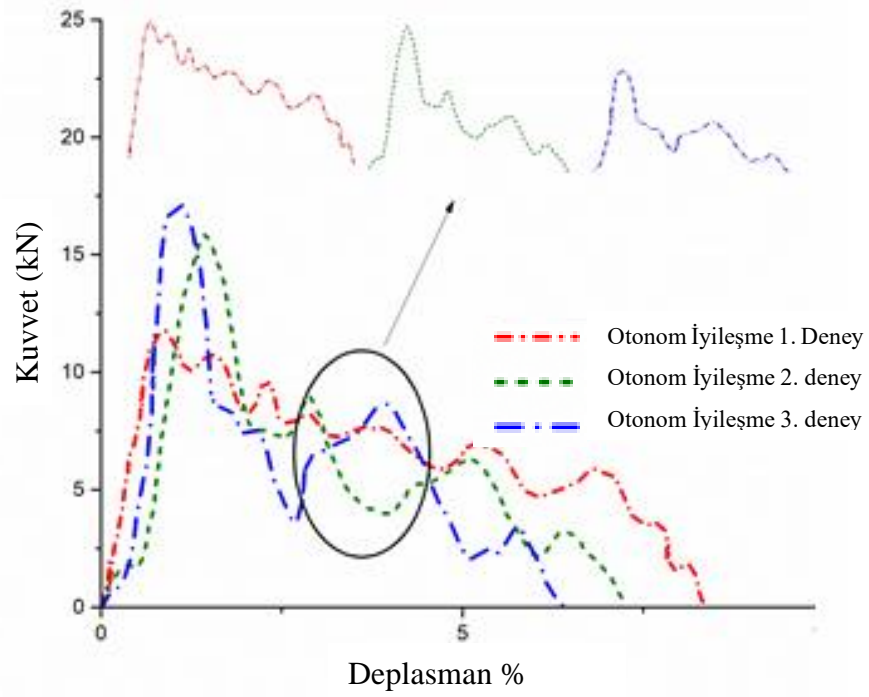 25
20
15
10
5
0
Kuvvet (kN)
Otonom İyileşme 1. Deney
Otonom İyileşme 2. deney
Otonom İyileşme 3. deney
0
5
Deplasman %